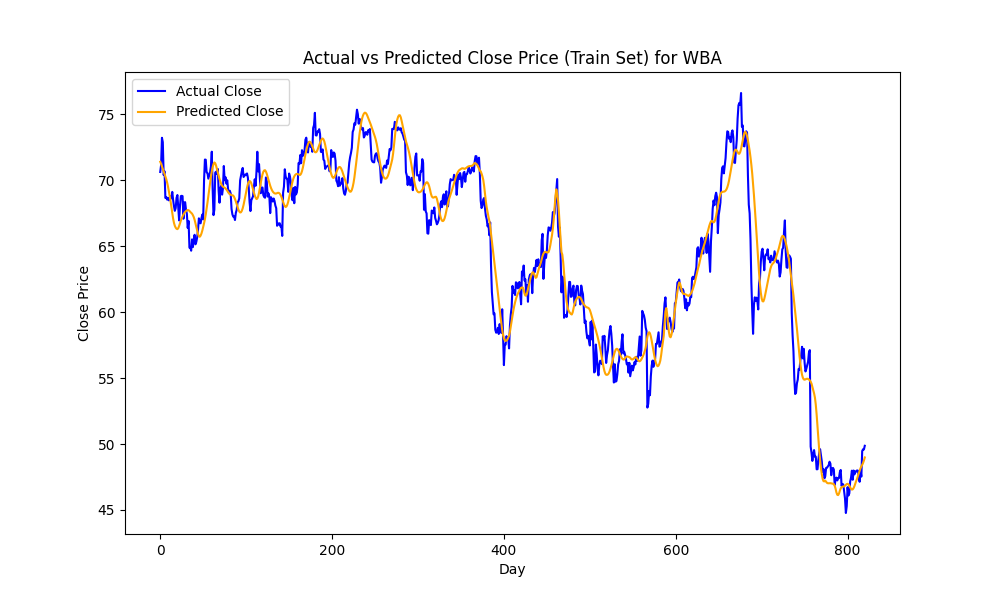 Actual vs Predicted Close Price (Train Set) for WBA
Actual Close
Predicted Close
75
70
65
60
55
50
45
Close Price
0 200 400 600 800
Day